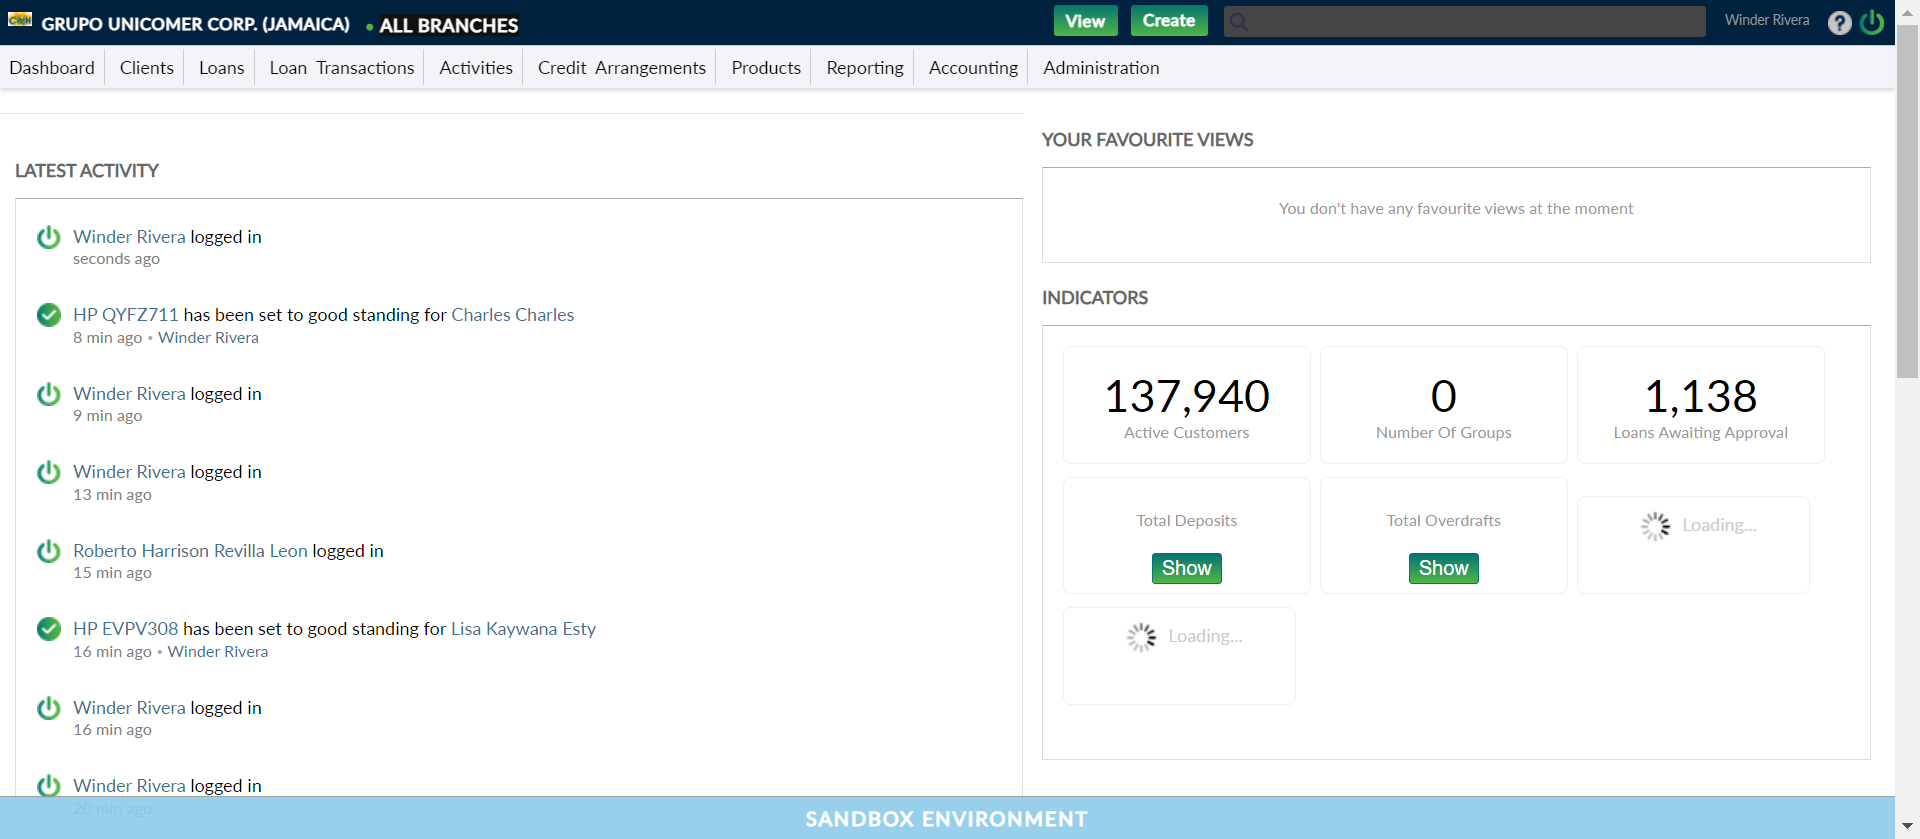 GRUPO UNICOMER CORP. (JAMAICA) • ALL BRANCHES View Create Winder Rivera ?
Dashboard Clients Loans Loan Transactions Activities Credit Arrangements Products Reporting Accounting Administration
LATEST ACTIVITY
Winder Rivera logged in
seconds ago
HP QYFZ711 has been set to good standing for Charles Charles
8 min ago • Winder Rivera
Winder Rivera logged in
9 min ago
Winder Rivera logged in
13 min ago
Roberto Harrison Revilla Leon logged in
15 min ago
HP EVPV308 has been set to good standing for Lisa Kaywana Esty
16 min ago • Winder Rivera
Winder Rivera logged in
16 min ago
Winder Rivera logged in
20 min ago
YOUR FAVOURITE VIEWS
You don't have any favourite views at the moment
INDICATORS
137,940
Active Customers
0
Number Of Groups
1,138
Loans Awaiting Approval
Total Deposits
Show
Total Overdrafts
Show
Loading...
Loading...
SANDBOX ENVIRONMENT